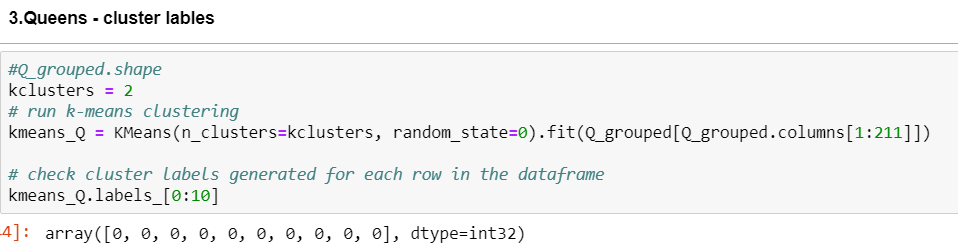 3.Queens - cluster lables
#Q_grouped.shape
kclusters = 2
# run k-means clustering
kmeans_Q = KMeans(n_clusters=kclusters, random_state=0).fit(Q_grouped[Q_grouped.columns[1:211]])
# check cluster labels generated for each row in the dataframe
kmeans_Q.labels_[0:10]
4]: array([0, 0, 0, 0, 0, 0, 0, 0, 0, 0], dtype=int32)